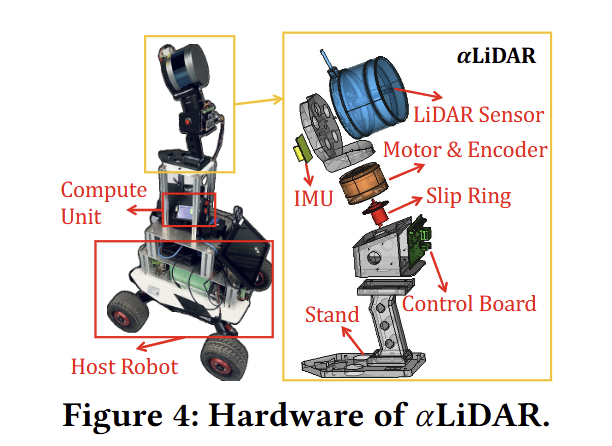 αLiDAR
LiDAR Sensor
Motor & Encoder
IMU
Slip Ring
Compute
Unit
Control Board
Stand
Host Robot
Figure 4: Hardware of αLiDAR.